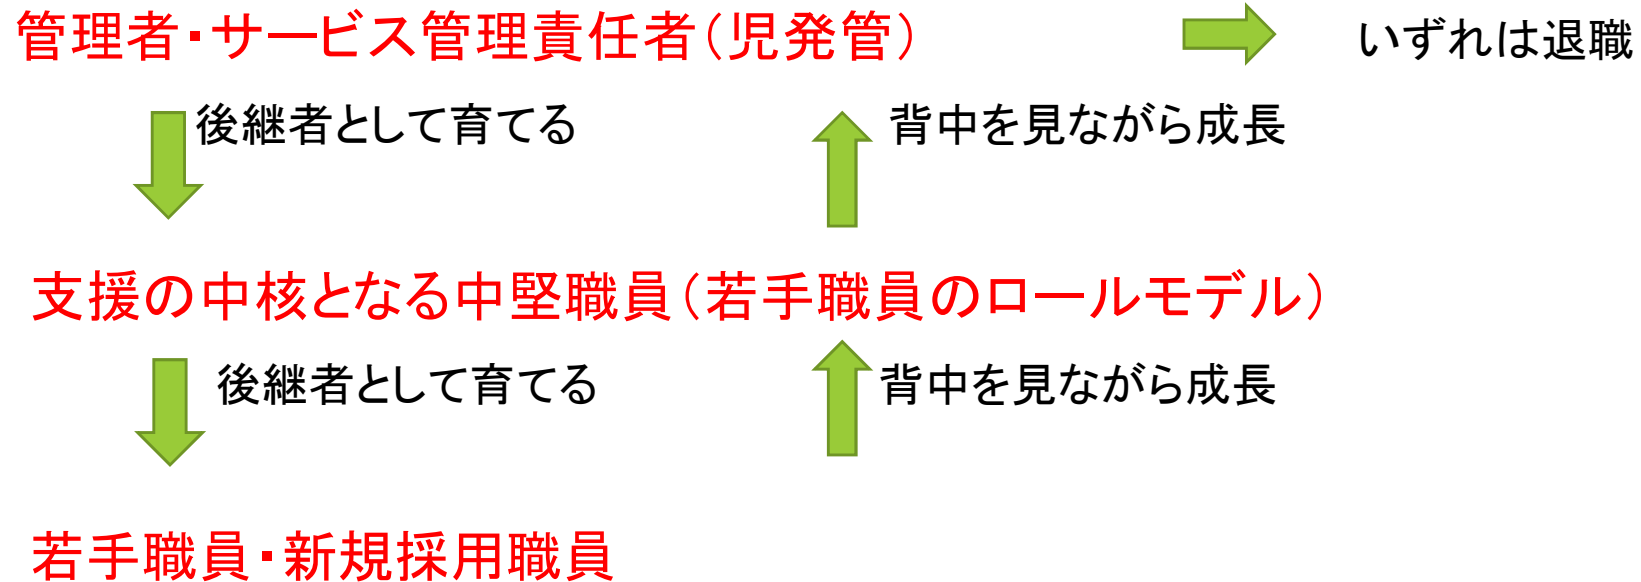 管理者・サービス管理責任者（児発管）
いずれは退職
後継者として育てる
背中を見ながら成長
支援の中核となる中堅職員（若手職員のロールモデル）
後継者として育てる
背中を見ながら成長
若手職員・新規採用職員